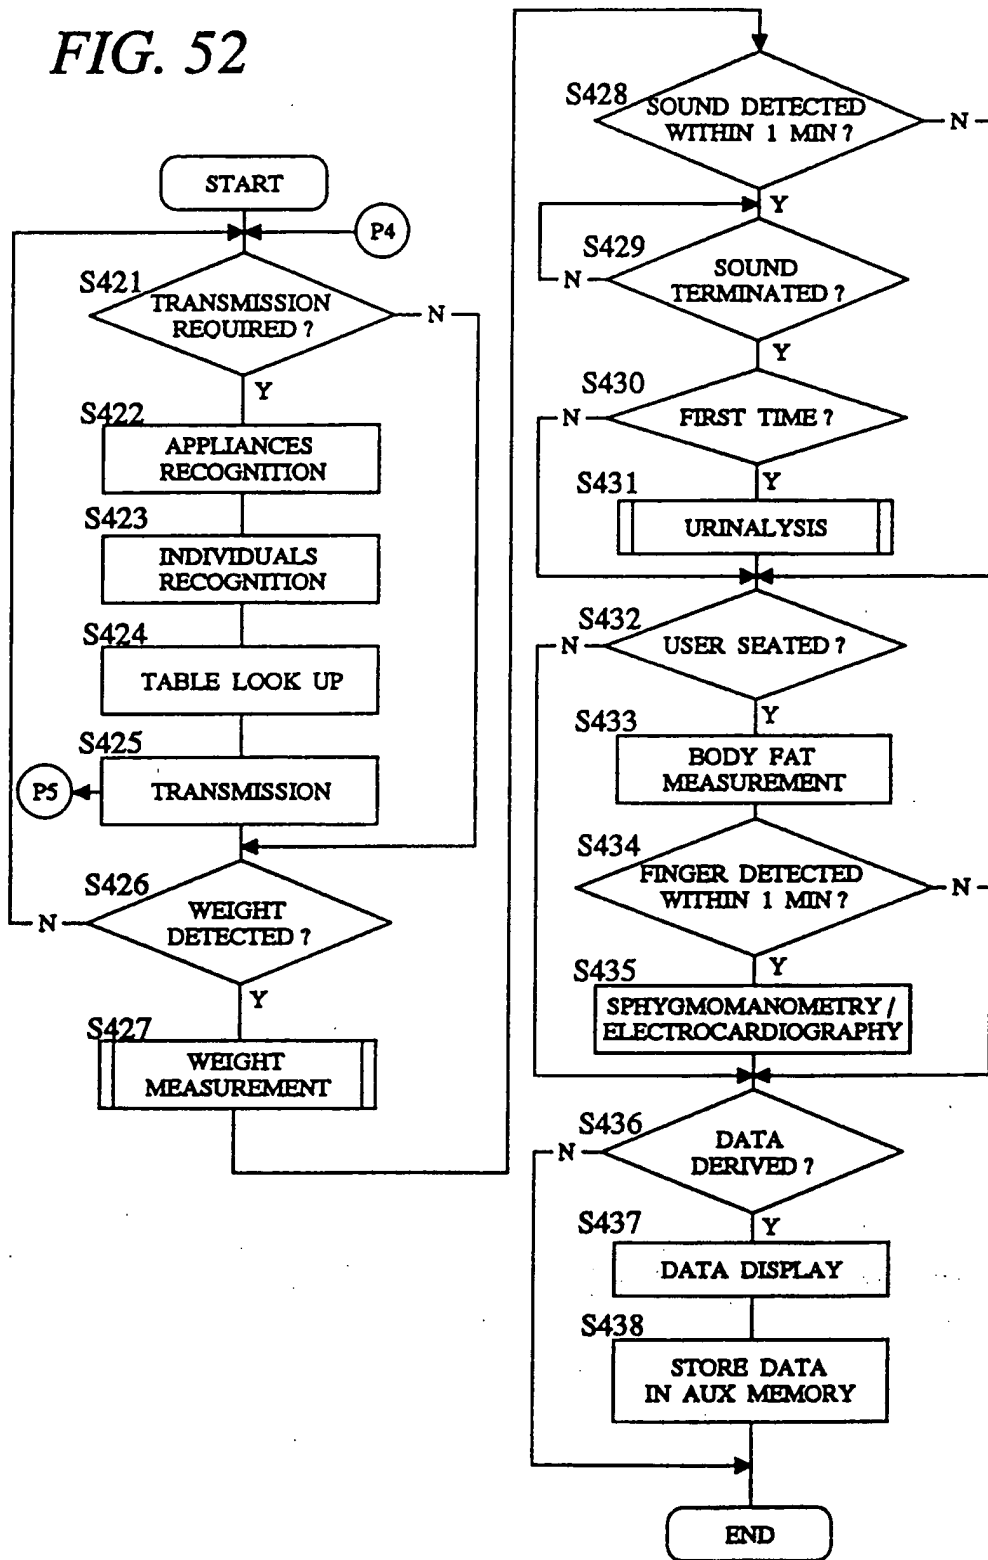 FIG. 52
START
P4
S421
TRANSMISSION
REQUIRED ?
N
Y
S422
APPLIANCES
RECOGNITION
S423
INDIVIDUALS
RECOGNITION
S424
TABLE LOOK UP
S425
P5
TRANSMISSION
S426
N
WEIGHT
DETECTED ?
Y
S427
WEIGHT
MEASUREMENT
S428
SOUND DETECTED
WITHIN 1 MIN ?
N
Y
S429
N
SOUND
TERMINATED ?
Y
S430
N
FIRST TIME ?
Y
S431
URINALYSIS
S432
N
USER SEATED ?
Y
S433
BODY FAT
MEASUREMENT
S434
FINGER DETECTED
WITHIN 1 MIN ?
N
Y
S435
SPHYGMOMANOMETRY /
ELECTROCARDIOGRAPHY
S436
N
DATA
DERIVED ?
Y
S437
DATA DISPLAY
S438
STORE DATA
IN AUX MEMORY
END